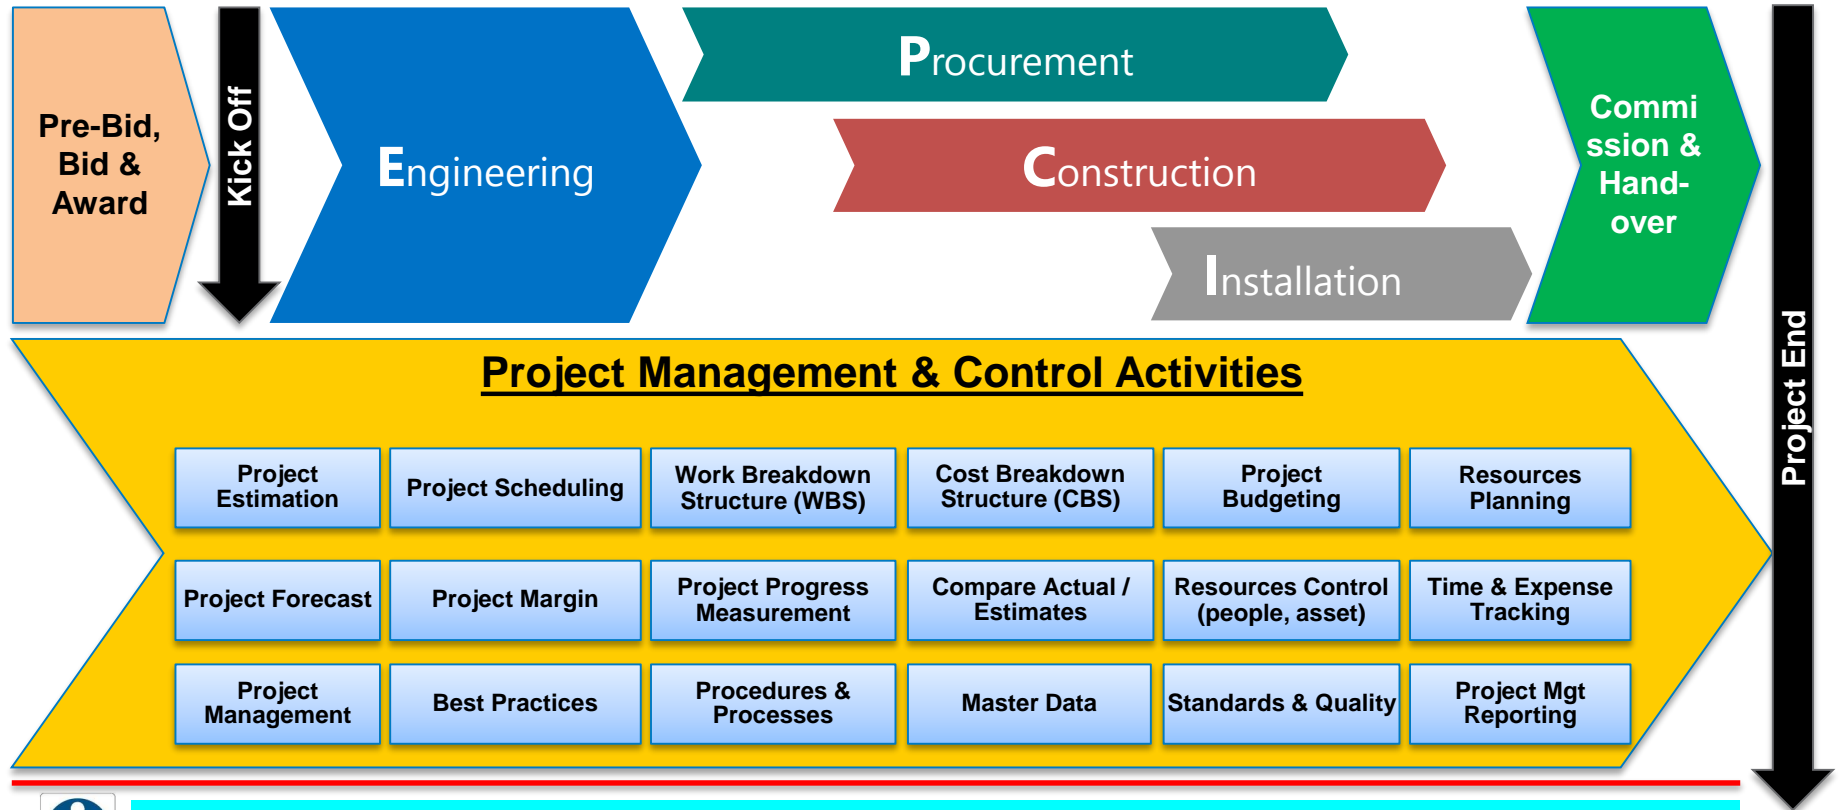 Pre-Bid,
Bid &
Award
Kick Off
Engineering
Procurement
Construction
Installation
Commi
ssion &
Hand-
over
Project End
Project Management & Control Activities
Project
Estimation
Project Scheduling
Work Breakdown
Structure (WBS)
Cost Breakdown
Structure (CBS)
Project
Budgeting
Resources
Planning
Project Forecast
Project Margin
Project Progress
Measurement
Compare Actual /
Estimates
Resources Control
(people, asset)
Time & Expense
Tracking
Project
Management
Best Practices
Procedures &
Processes
Master Data
Standards & Quality
Project Mgt
Reporting